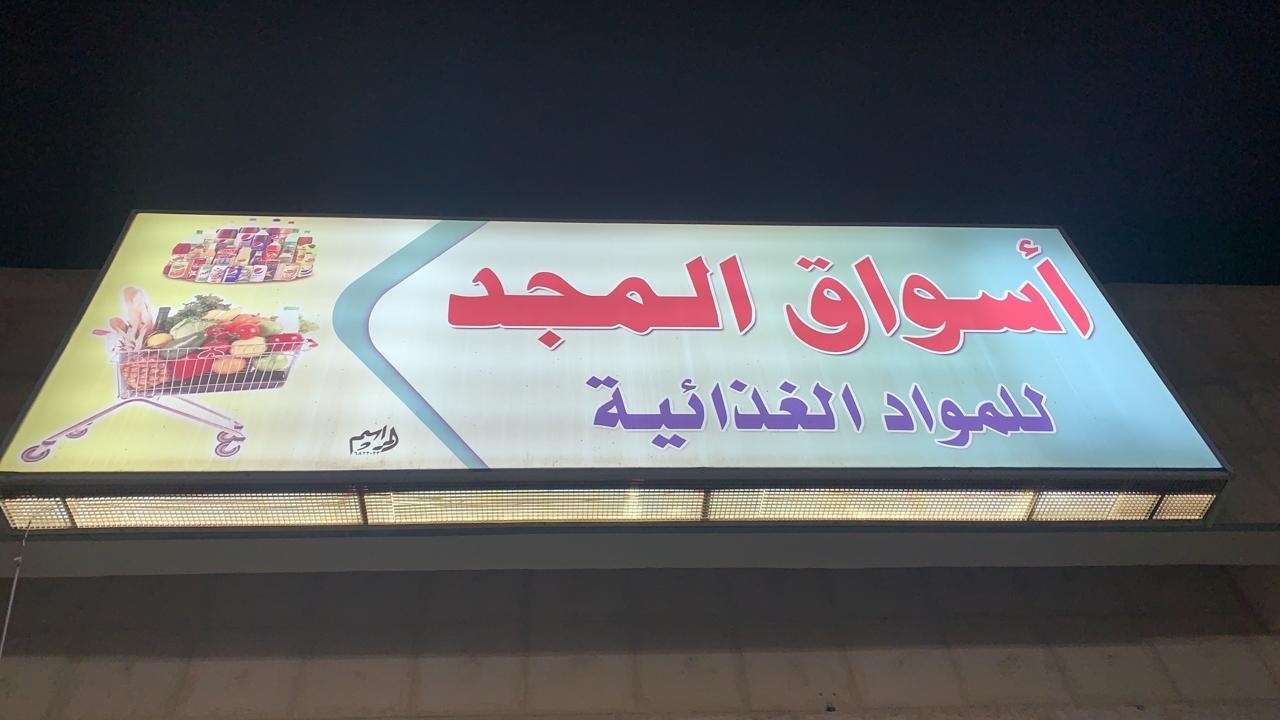 أسواق المجد
للمواد الغذائية